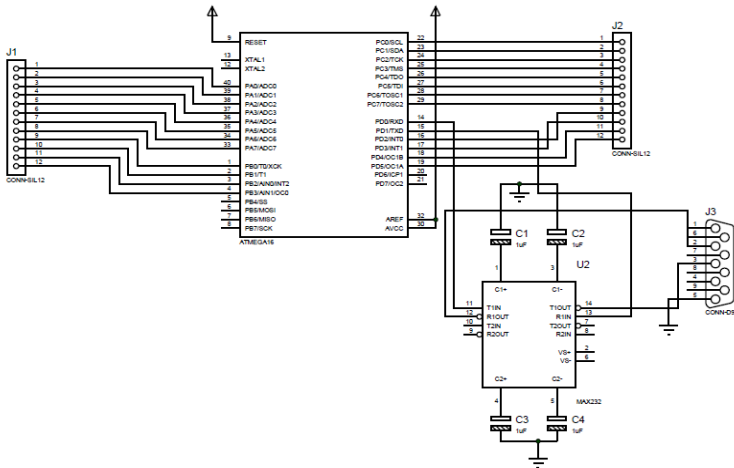 J1
1
2
3
4
5
6
7
8
9
10
11
12
CONN-SIL12
9 RESET
13 XTAL1
12 XTAL2
40 PA0/ADC0
39 PA1/ADC1
38 PA2/ADC2
37 PA3/ADC3
36 PA4/ADC4
35 PA5/ADC5
34 PA6/ADC6
33 PA7/ADC7
1 PB0/T0/XCK
2 PB1/T1
3 PB2/AIN0/INT2
4 PB3/AIN1/OC0
5 PB4/SS
6 PB5/MOSI
7 PB6/MISO
8 PB7/SCK
ATMEGA16
PC0/SCL 22
PC1/SDA 23
PC2/TCK 24
PC3/TMS 25
PC4/TDO 26
PC5/TDI 27
PC6/TOSC1 28
PC7/TOSC2 29
PD0/RXD 14
PD1/TXD 15
PD2/INT0 16
PD3/INT1 17
PD4/OC1B 18
PD5/OC1A 19
PD6/ICP1 20
PD7/OC2 21
AREF 32
AVCC 30
J2
1
2
3
4
5
6
7
8
9
10
11
12
CONN-SIL12
C1
1uF
C2
1uF
U2
1
3
C1+ C1-
11 T1IN
12 R1OUT
10 T2IN
9 R2OUT
T1OUT 14
R1IN 13
T2OUT 7
R2IN 8
VS+ 2
VS- 6
C2+ C2-
4
5
MAX232
C3
1uF
C4
1uF
J3
1
6
2
7
3
8
4
9
5
CONN-D9